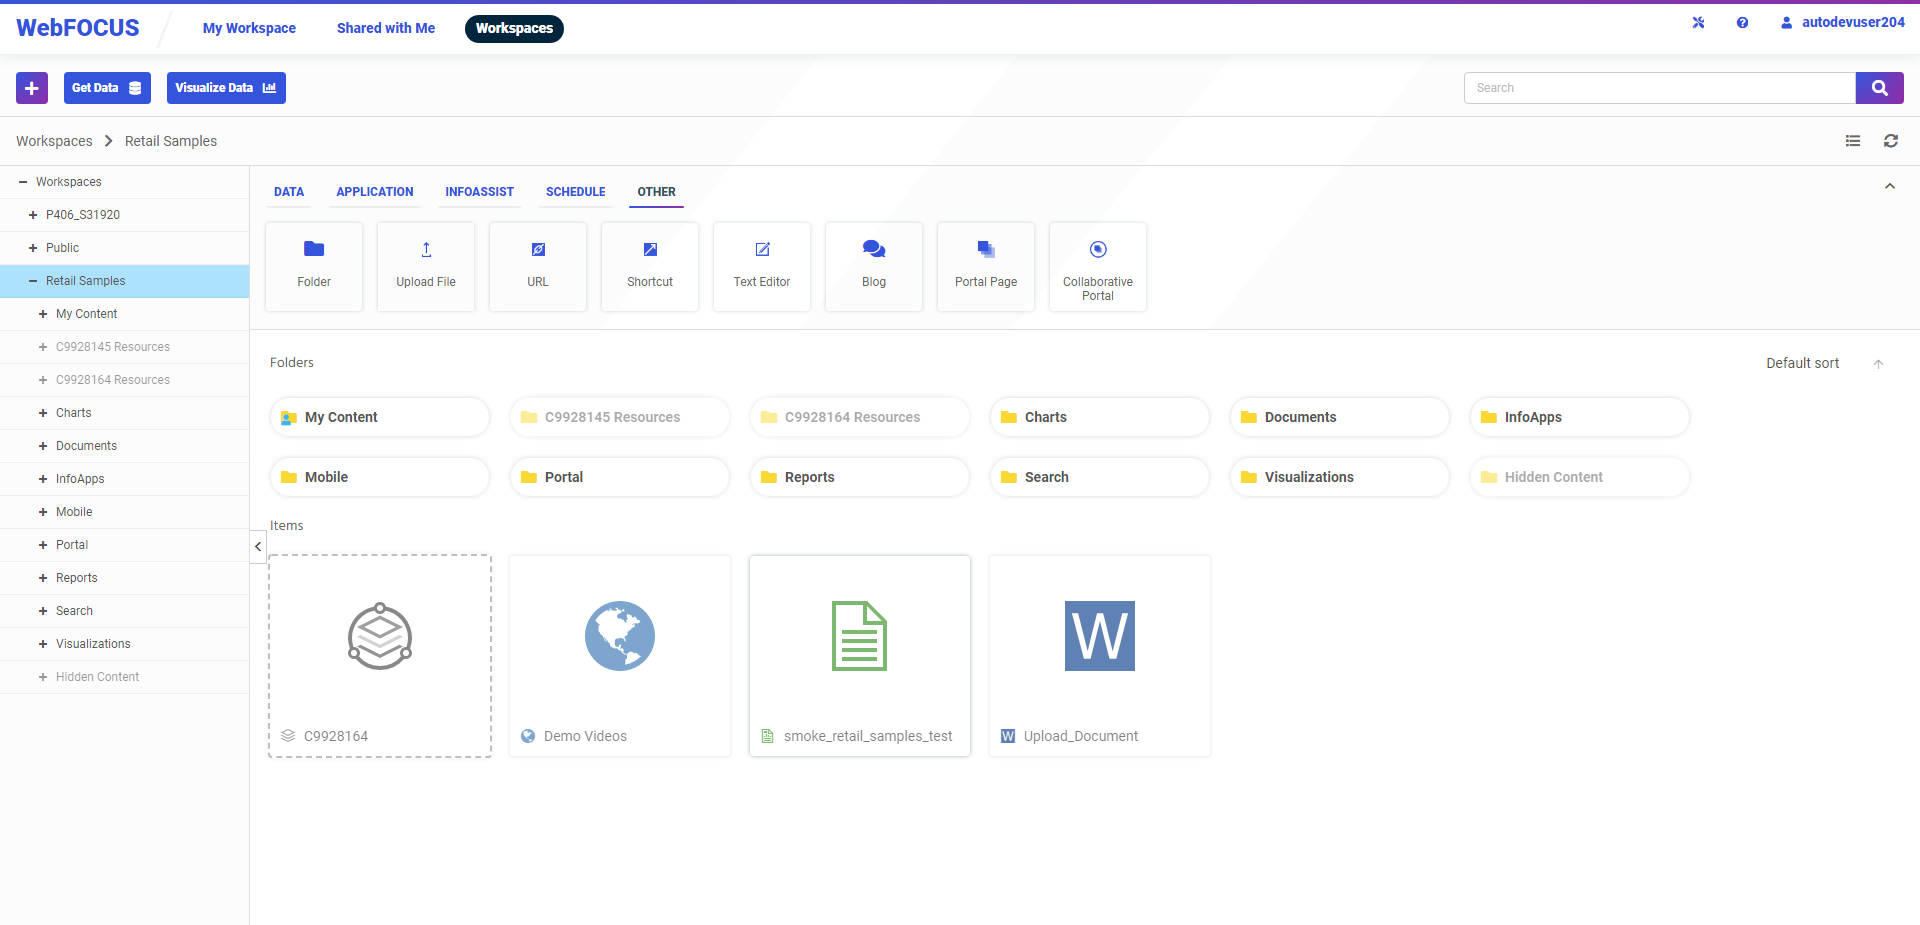 WebFOCUS
My Workspace
Shared with Me
Workspaces
autodevuser204
Get Data
Visualize Data
Search
Workspaces
Retail Samples
Workspaces
P406_S31920
Public
Retail Samples
My Content
C9928145 Resources
C9928164 Resources
Charts
Documents
InfoApps
Mobile
Portal
Reports
Search
Visualizations
Hidden Content
DATA
APPLICATION
INFOASSIST
SCHEDULE
OTHER
Folder
Upload File
URL
Shortcut
Text Editor
Blog
Portal Page
Collaborative
Portal
Folders
Default sort
My Content
C9928145 Resources
C9928164 Resources
Charts
Documents
InfoApps
Mobile
Portal
Reports
Search
Visualizations
Hidden Content
Items
W
C9928164
Demo Videos
smoke_retail_samples_test
W
Upload_Document